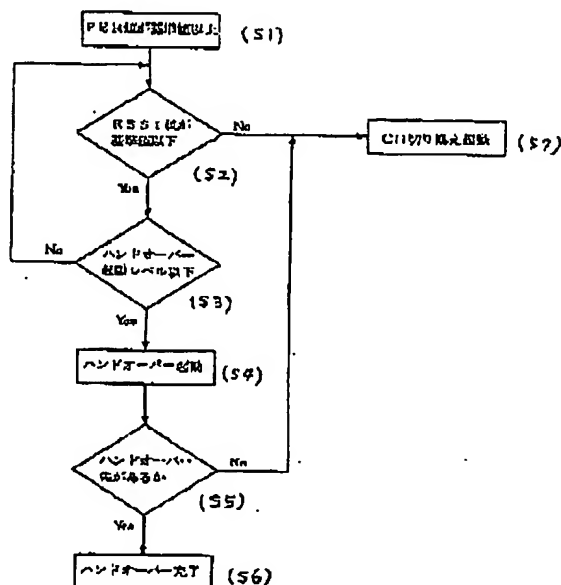 (S1)
RSSI値が
基準値以下
No
(S2)
Yes
CH切り換え起動
(S7)
No
ハンドオーバー
起動レベル以下
(S3)
Yes
ハンドオーバー起動
(S4)
ハンドオーバー
先があるか
No
(S5)
Yes
ハンドオーバー完了
(S6)